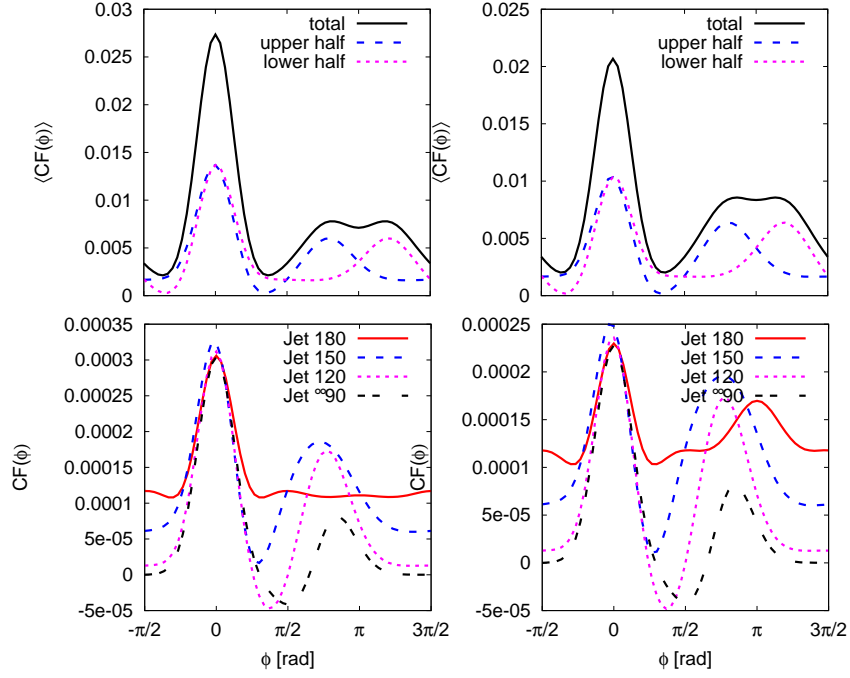 0.03
total
upper half
lower half
0.025
0.02
0.015
0.01
0.005
0
⟨CF(ϕ)⟩
0.025
total
upper half
lower half
0.02
0.015
0.01
0.005
0
⟨CF(ϕ)⟩
0.00035
Jet 180
Jet 150
Jet 120
Jet ∞90
0.0003
0.00025
0.0002
0.00015
0.0001
5e-05
0
-5e-05
CF(ϕ)
-π/2 0 π/2 π 3π/2
ϕ [rad]
0.00025
Jet 180
Jet 150
Jet 120
Jet ∞90
0.0002
0.00015
0.0001
5e-05
0
-5e-05
CF(ϕ)
-π/2 0 π/2 π 3π/2
ϕ [rad]